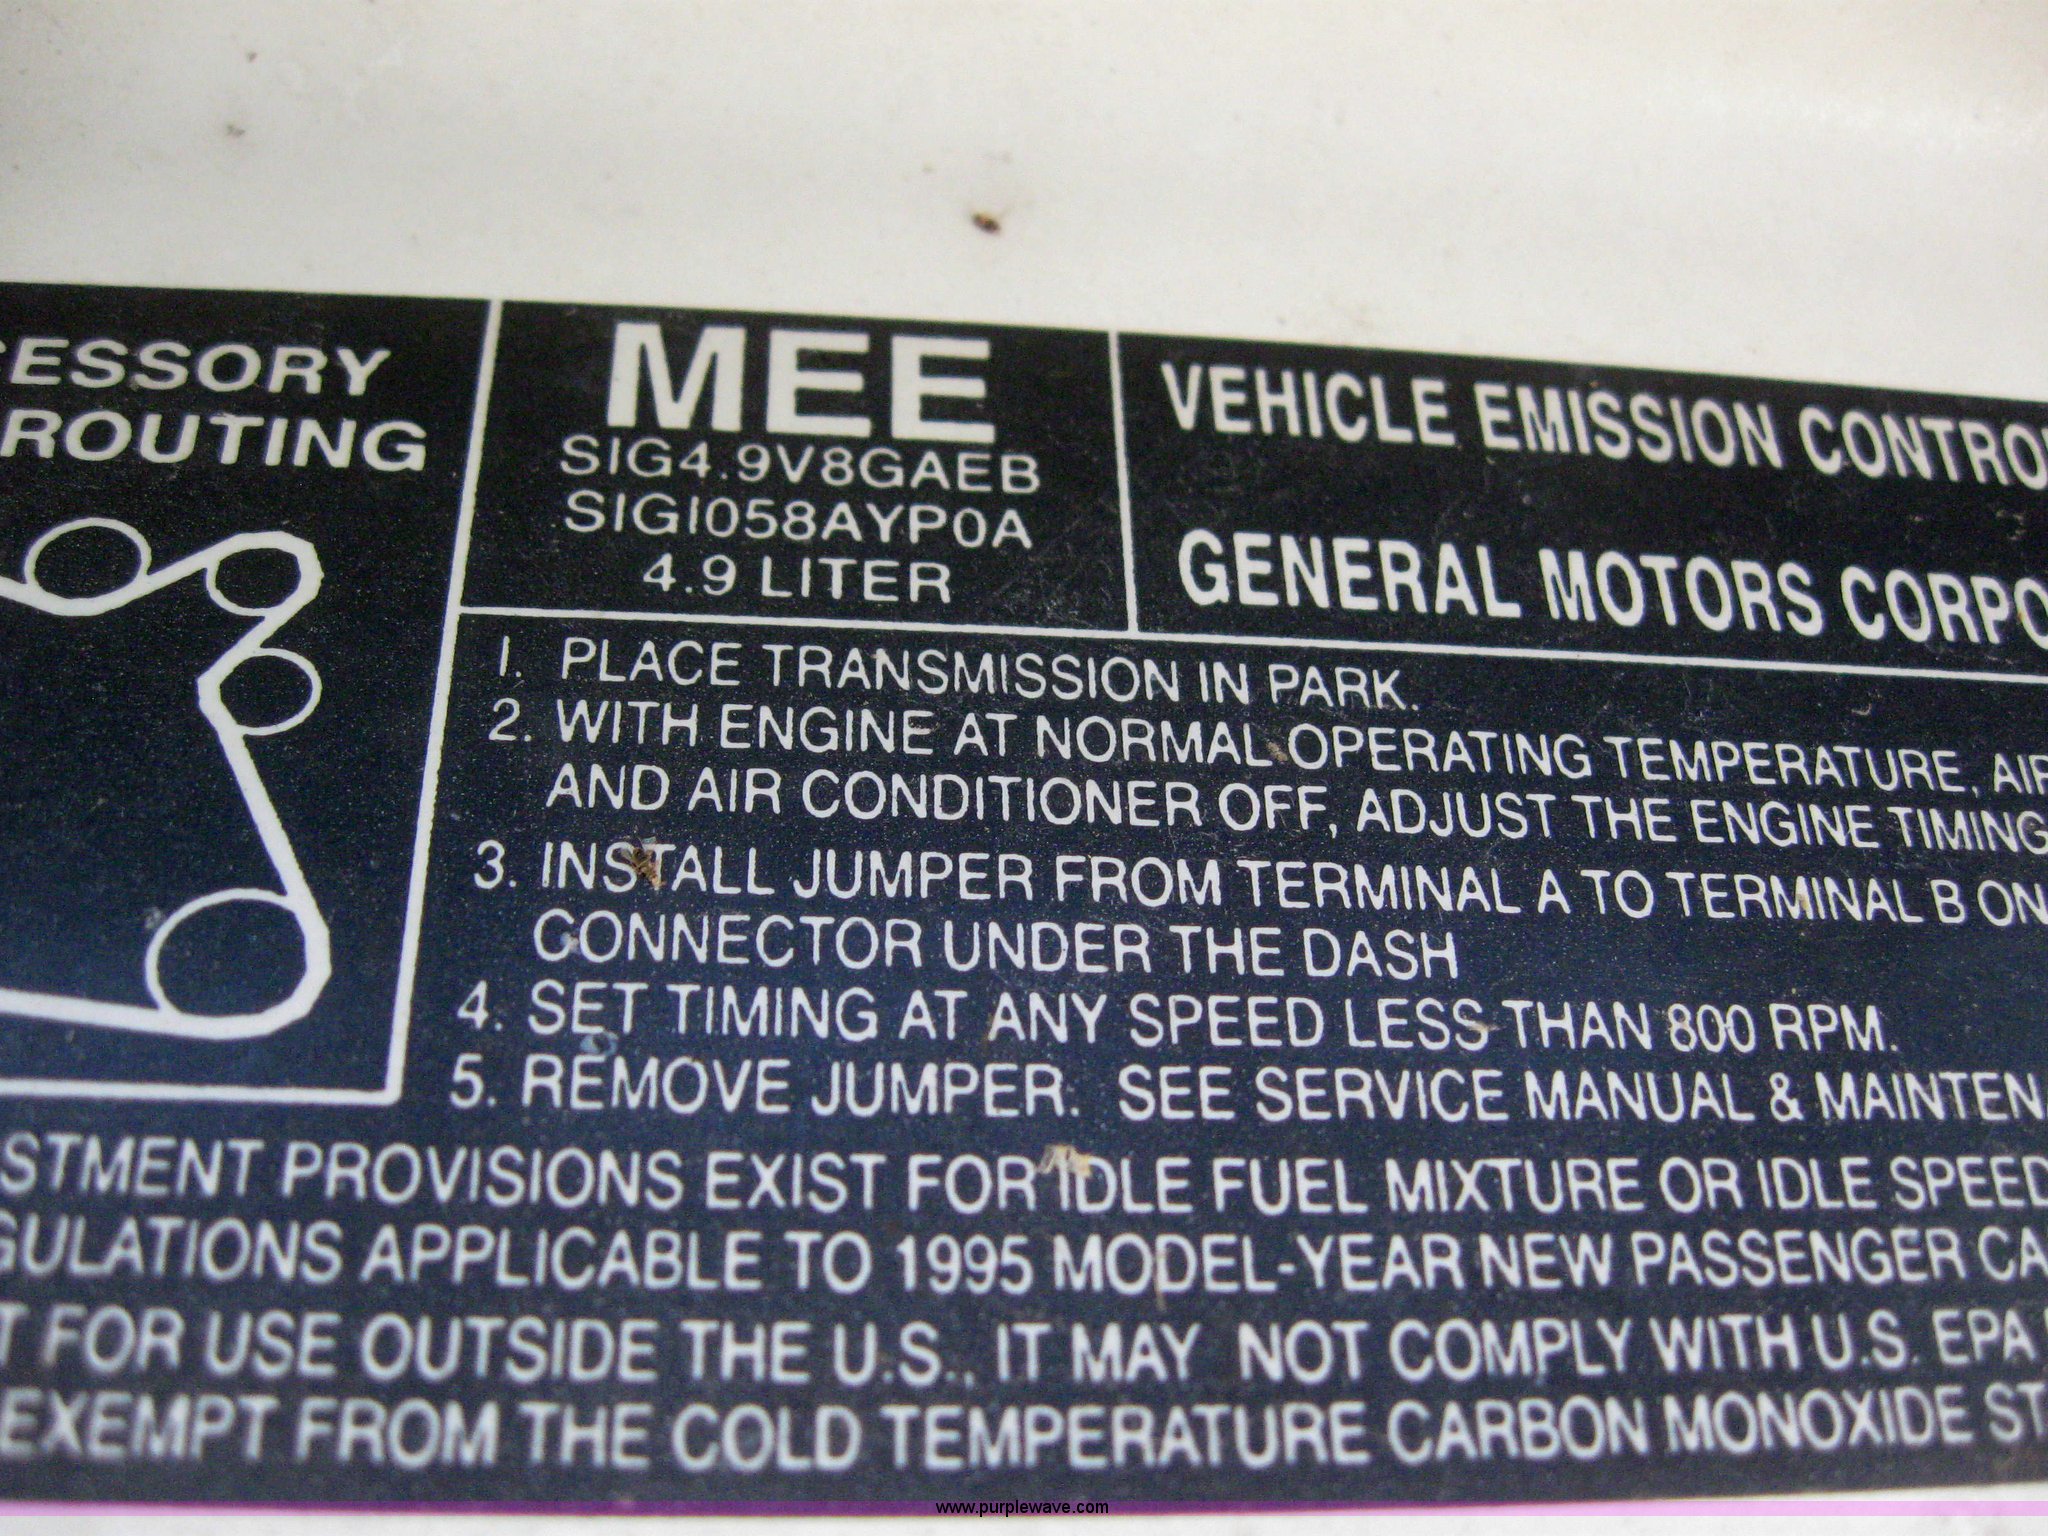 ESSORY
ROUTING
MEE
SIG4.9V8GAEB
SIGI058AYP0A
4.9 LITER
VEHICLE EMISSION CONTRO
GENERAL MOTORS CORPO
1. PLACE TRANSMISSION IN PARK.
2. WITH ENGINE AT NORMAL OPERATING TEMPERATURE, AIR
AND AIR CONDITIONER OFF, ADJUST THE ENGINE TIMING
3. INSTALL JUMPER FROM TERMINAL A TO TERMINAL B ON
CONNECTOR UNDER THE DASH
4. SET TIMING AT ANY SPEED LESS THAN 800 RPM.
5. REMOVE JUMPER. SEE SERVICE MANUAL & MAINTEN
STMENT PROVISIONS EXIST FOR IDLE FUEL MIXTURE OR IDLE SPEED
GULATIONS APPLICABLE TO 1995 MODEL-YEAR NEW PASSENGER CA
T FOR USE OUTSIDE THE U.S., IT MAY NOT COMPLY WITH U.S. EPA
EXEMPT FROM THE COLD TEMPERATURE CARBON MONOXIDE ST
www.purplewave.com